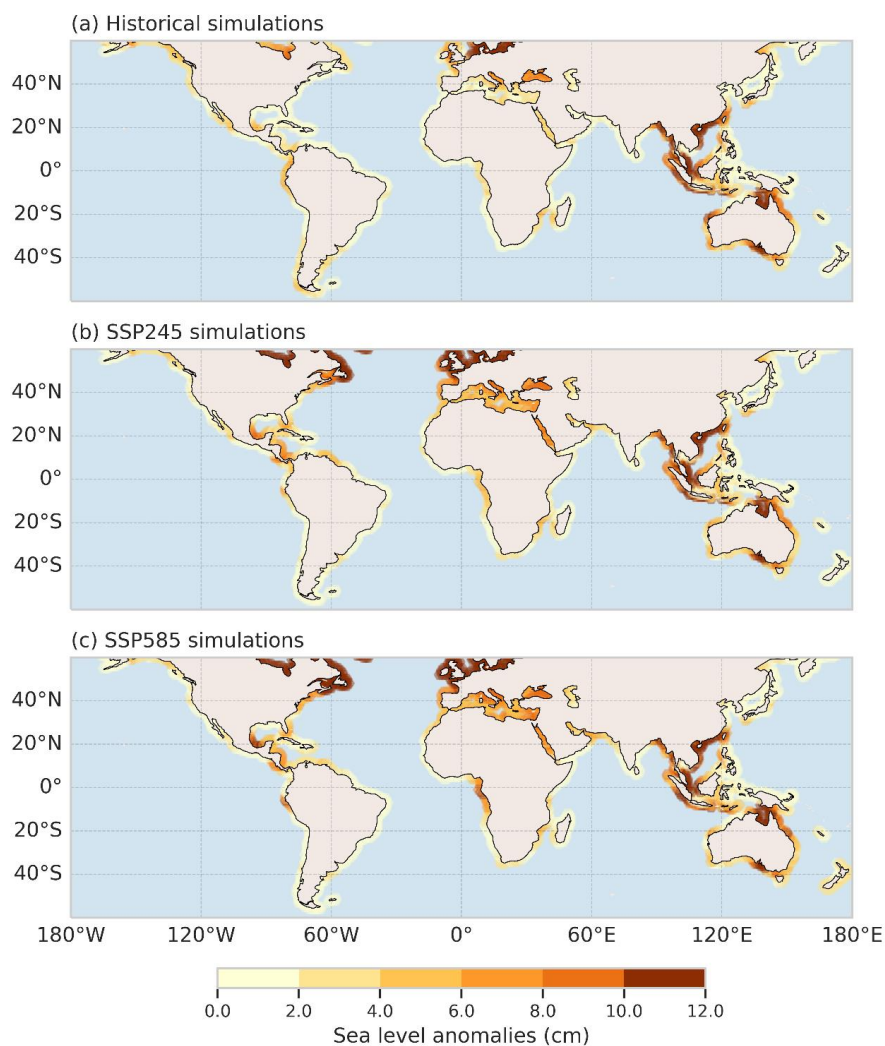 (a) Historical simulations
40°N
20°N
0°
20°S
40°S
(b) SSP245 simulations
40°N
20°N
0°
20°S
40°S
(c) SSP585 simulations
40°N
20°N
0°
20°S
40°S
180°W 120°W 60°W 0° 60°E 120°E 180°E
0.0 2.0 4.0 6.0 8.0 10.0 12.0
Sea level anomalies (cm)